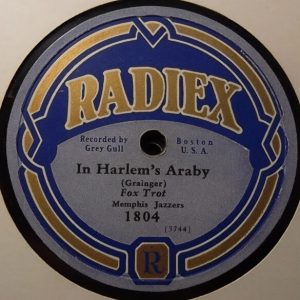 RADIEX
Recorded by
Grey Gull
Boston
U.S.A.
In Harlem's Araby
(Grainger)
Fox Trot
Memphis Jazzers
1804
(3744)
R